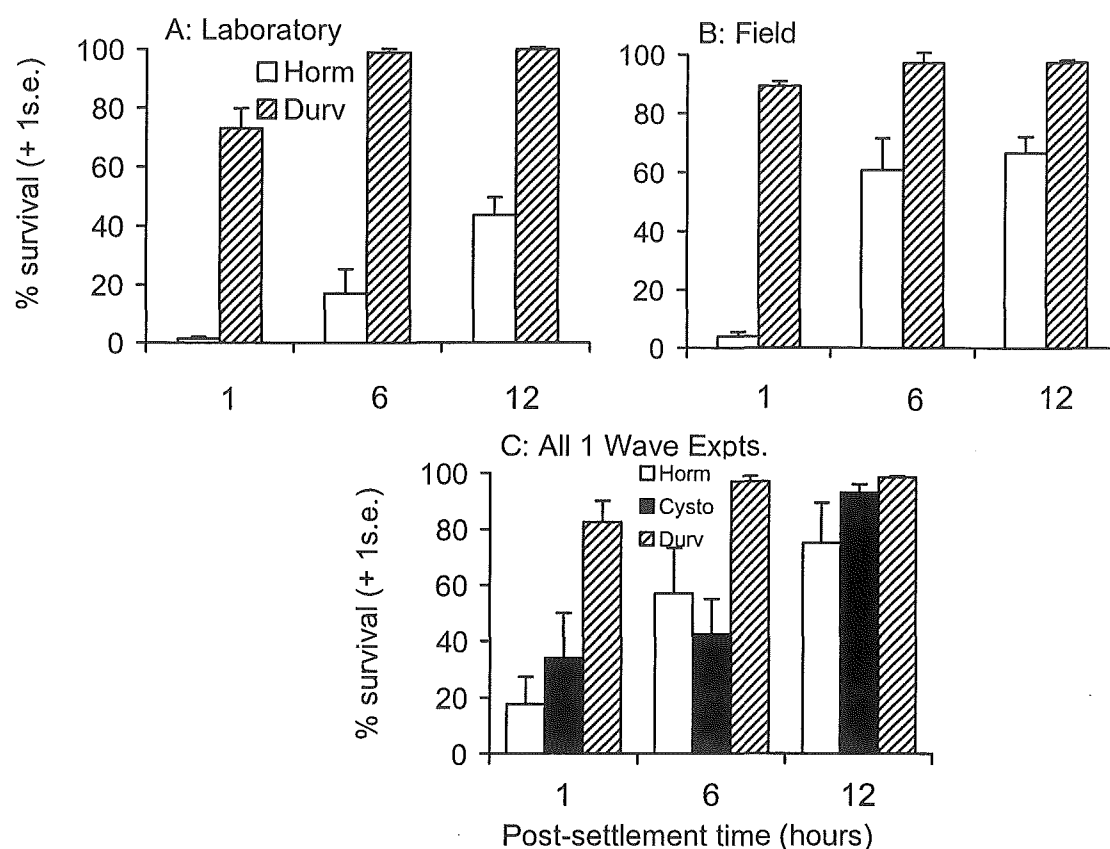 A: Laboratory
% survival (+ 1s.e.)
100
80
60
40
20
0
Horm
Durv
1 6 12
B: Field
100
80
60
40
20
0
1 6 12
C: All 1 Wave Expts.
% survival (+ 1s.e.)
100
80
60
40
20
0
Horm
Cysto
Durv
1 6 12
Post-settlement time (hours)